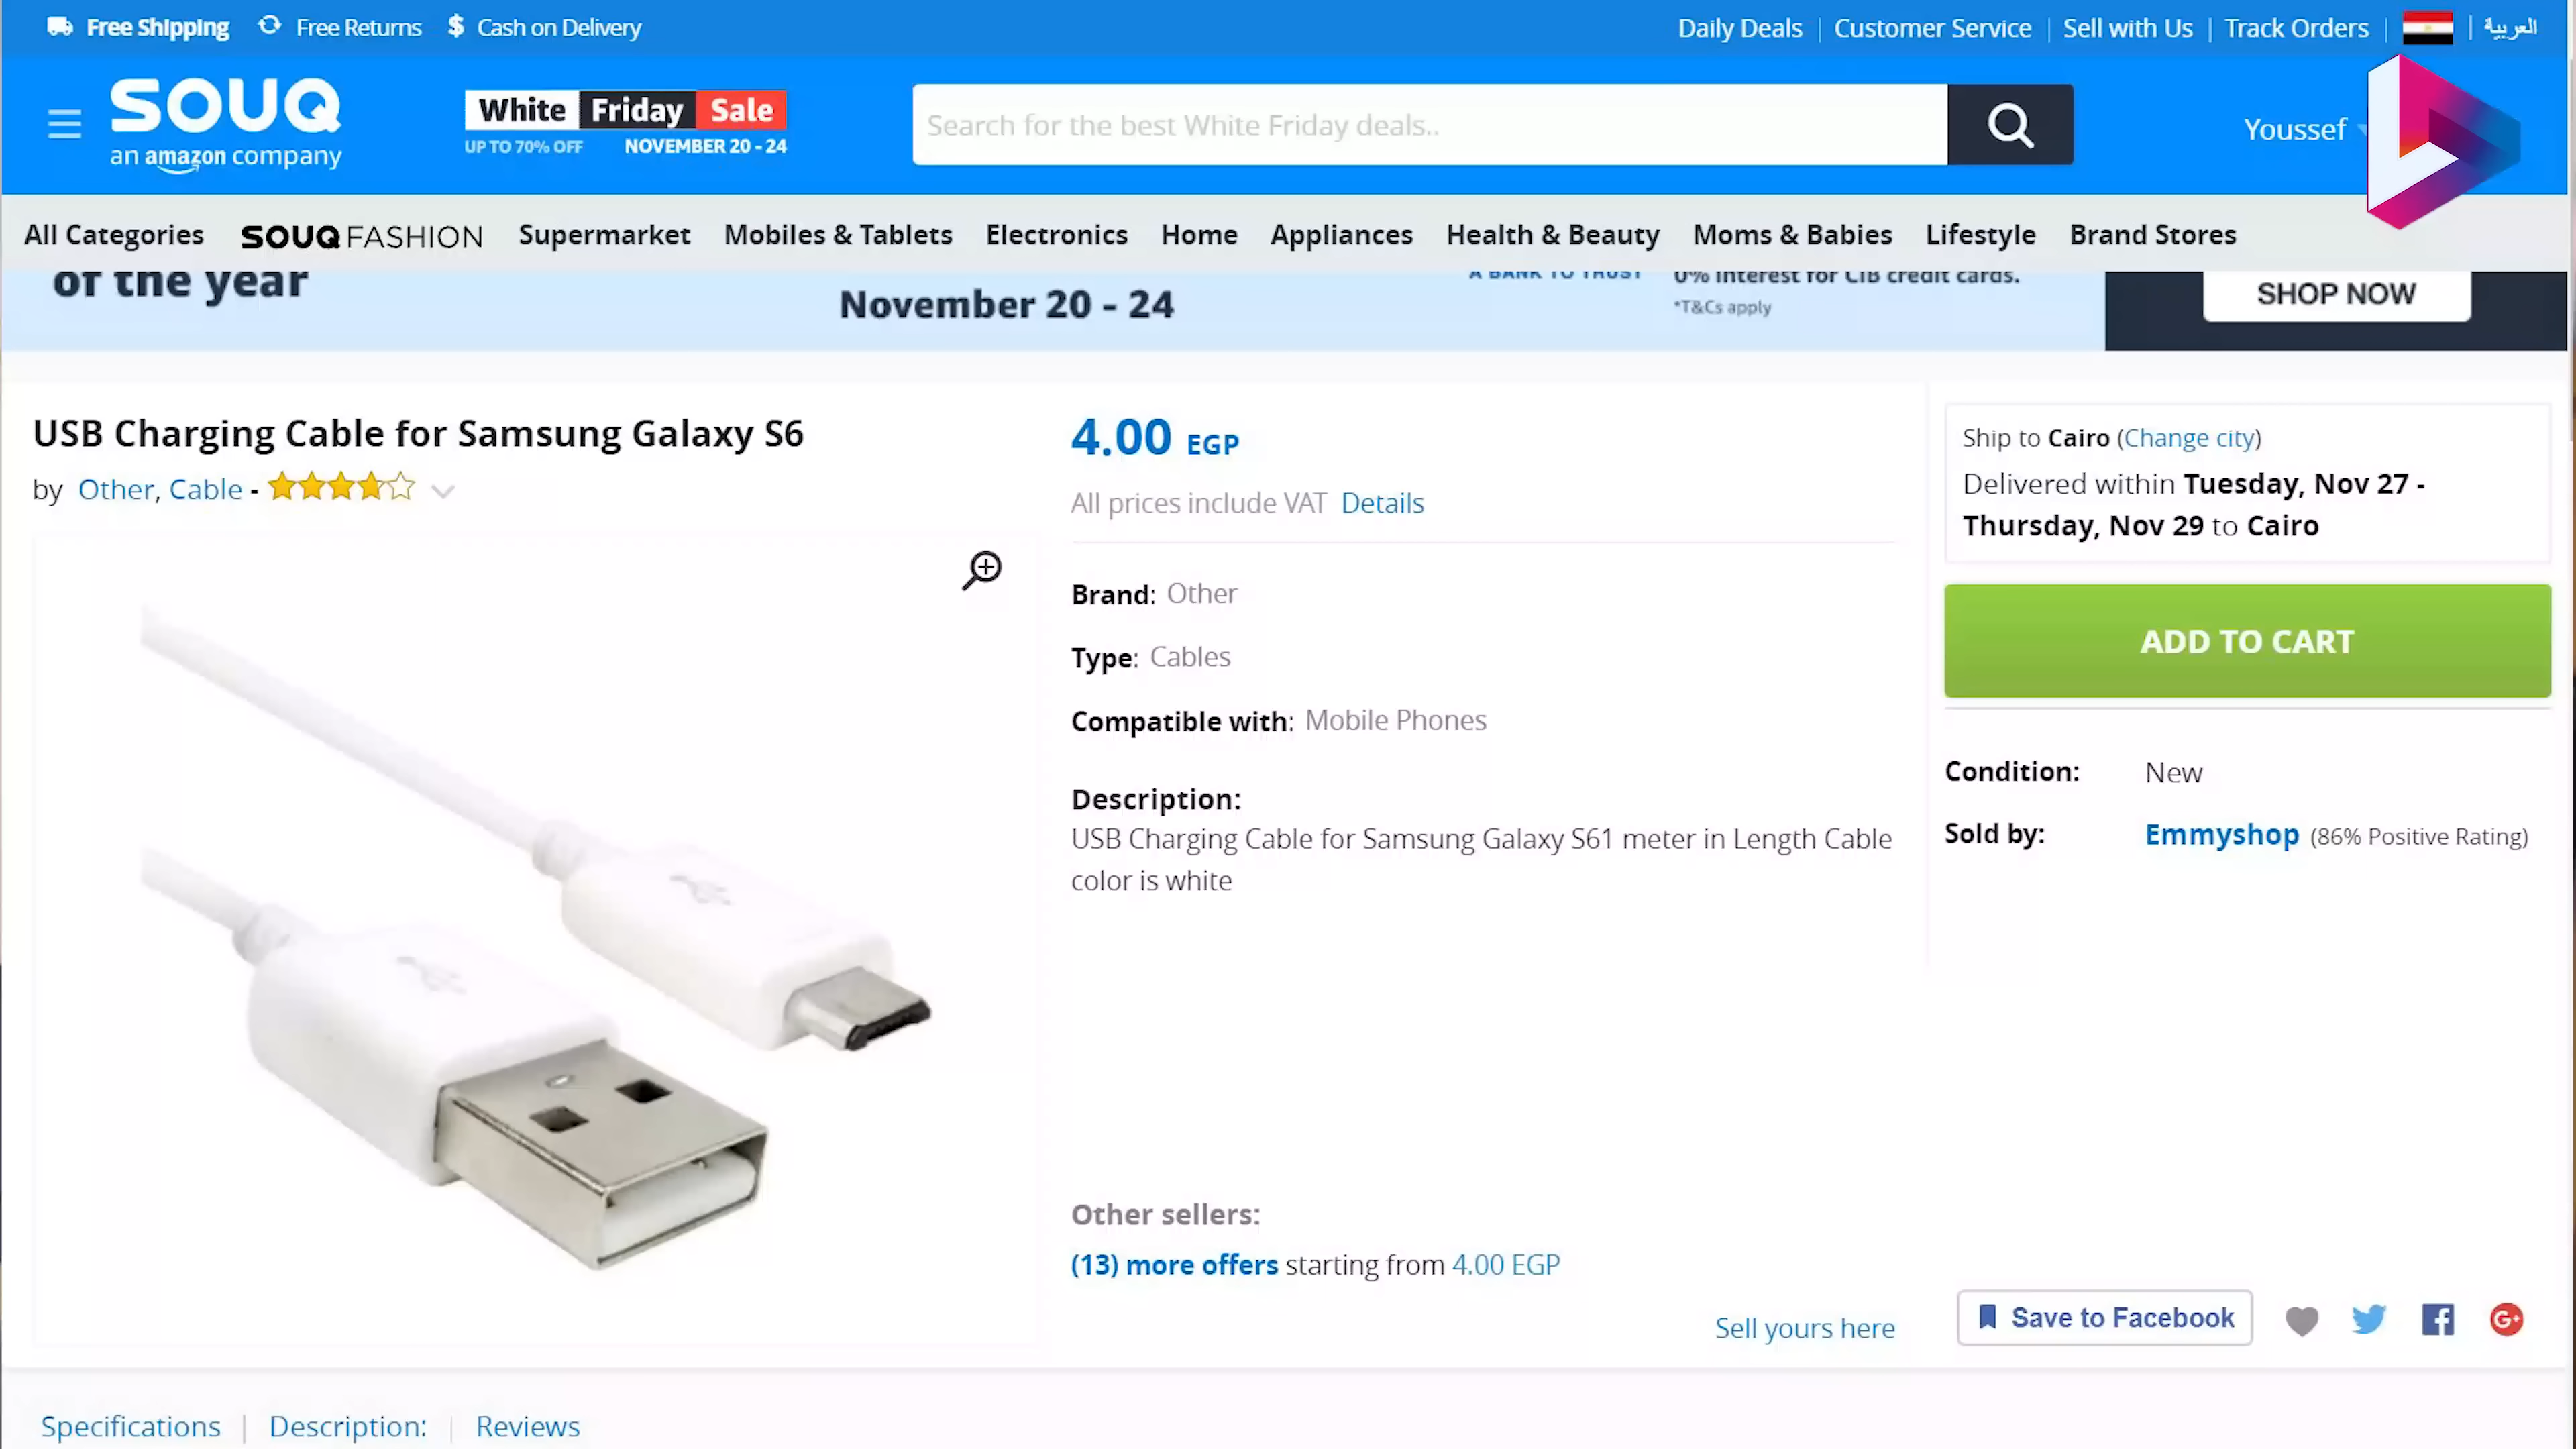 Free Shipping Free Returns $ Cash on Delivery
Daily Deals | Customer Service | Sell with Us | Track Orders | العربية
SOUQ
an amazon company
White Friday Sale
UP TO 70% OFF NOVEMBER 20 - 24
Search for the best White Friday deals..
Youssef
All Categories SOUQ FASHION Supermarket Mobiles & Tablets Electronics Home Appliances Health & Beauty Moms & Babies Lifestyle Brand Stores
of the year
November 20 - 24
A BANK TO TRUST
0% interest for CIB credit cards.
*T&Cs apply
SHOP NOW
USB Charging Cable for Samsung Galaxy S6
by Other, Cable -
4.00 EGP
All prices include VAT Details
Brand: Other
Type: Cables
Compatible with: Mobile Phones
Description:
USB Charging Cable for Samsung Galaxy S61 meter in Length Cable
color is white
Other sellers:
(13) more offers starting from 4.00 EGP
Sell yours here
Ship to Cairo (Change city)
Delivered within Tuesday, Nov 27 -
Thursday, Nov 29 to Cairo
ADD TO CART
Condition: New
Sold by: Emmyshop (86% Positive Rating)
Save to Facebook
G+
Specifications | Description: | Reviews